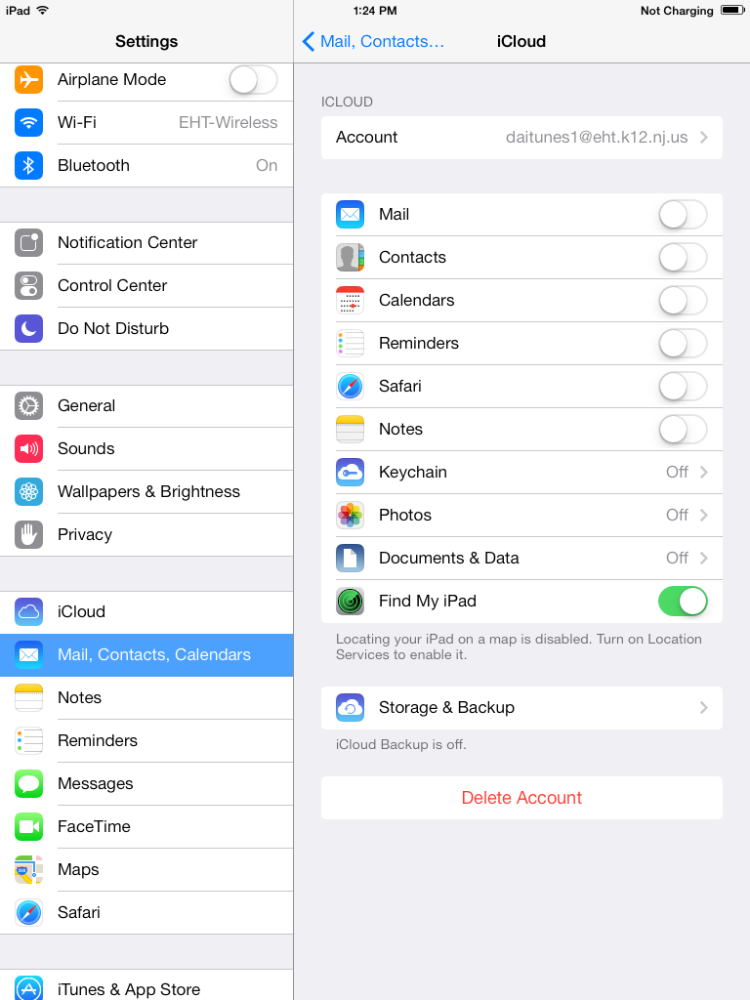 iPad
1:24 PM
Not Charging
Settings
Airplane Mode
Wi-Fi EHT-Wireless
Bluetooth On
Notification Center
Control Center
Do Not Disturb
General
Sounds
Wallpapers & Brightness
Privacy
iCloud
Mail, Contacts, Calendars
Notes
Reminders
Messages
FaceTime
Maps
Safari
iTunes & App Store
Mail, Contacts… iCloud
ICLOUD
Account daitunes1@eht.k12.nj.us
Mail
Contacts
Calendars
Reminders
Safari
Notes
Keychain Off
Photos Off
Documents & Data Off
Find My iPad
Locating your iPad on a map is disabled. Turn on Location
Services to enable it.
Storage & Backup
iCloud Backup is off.
Delete Account